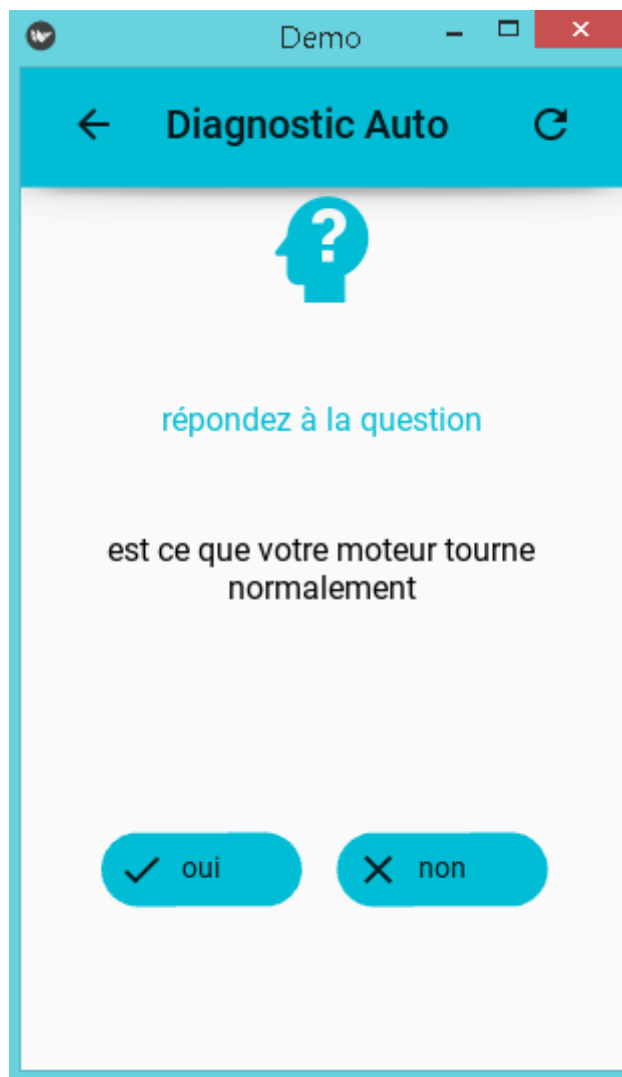 Demo
Diagnostic Auto
?
répondez à la question
est ce que votre moteur tourne
normalement
oui
non